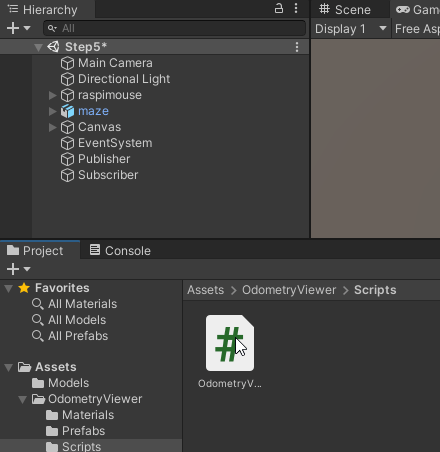 Hierarchy
Scene
Game
All
Display 1
Free Asp
Step5*
Main Camera
Directional Light
raspimouse
maze
Canvas
EventSystem
Publisher
Subscriber
Project
Console
Favorites
All Materials
All Models
All Prefabs
Assets
Models
OdometryViewer
Materials
Prefabs
Scripts
Assets > OdometryViewer > Scripts
OdometryV...